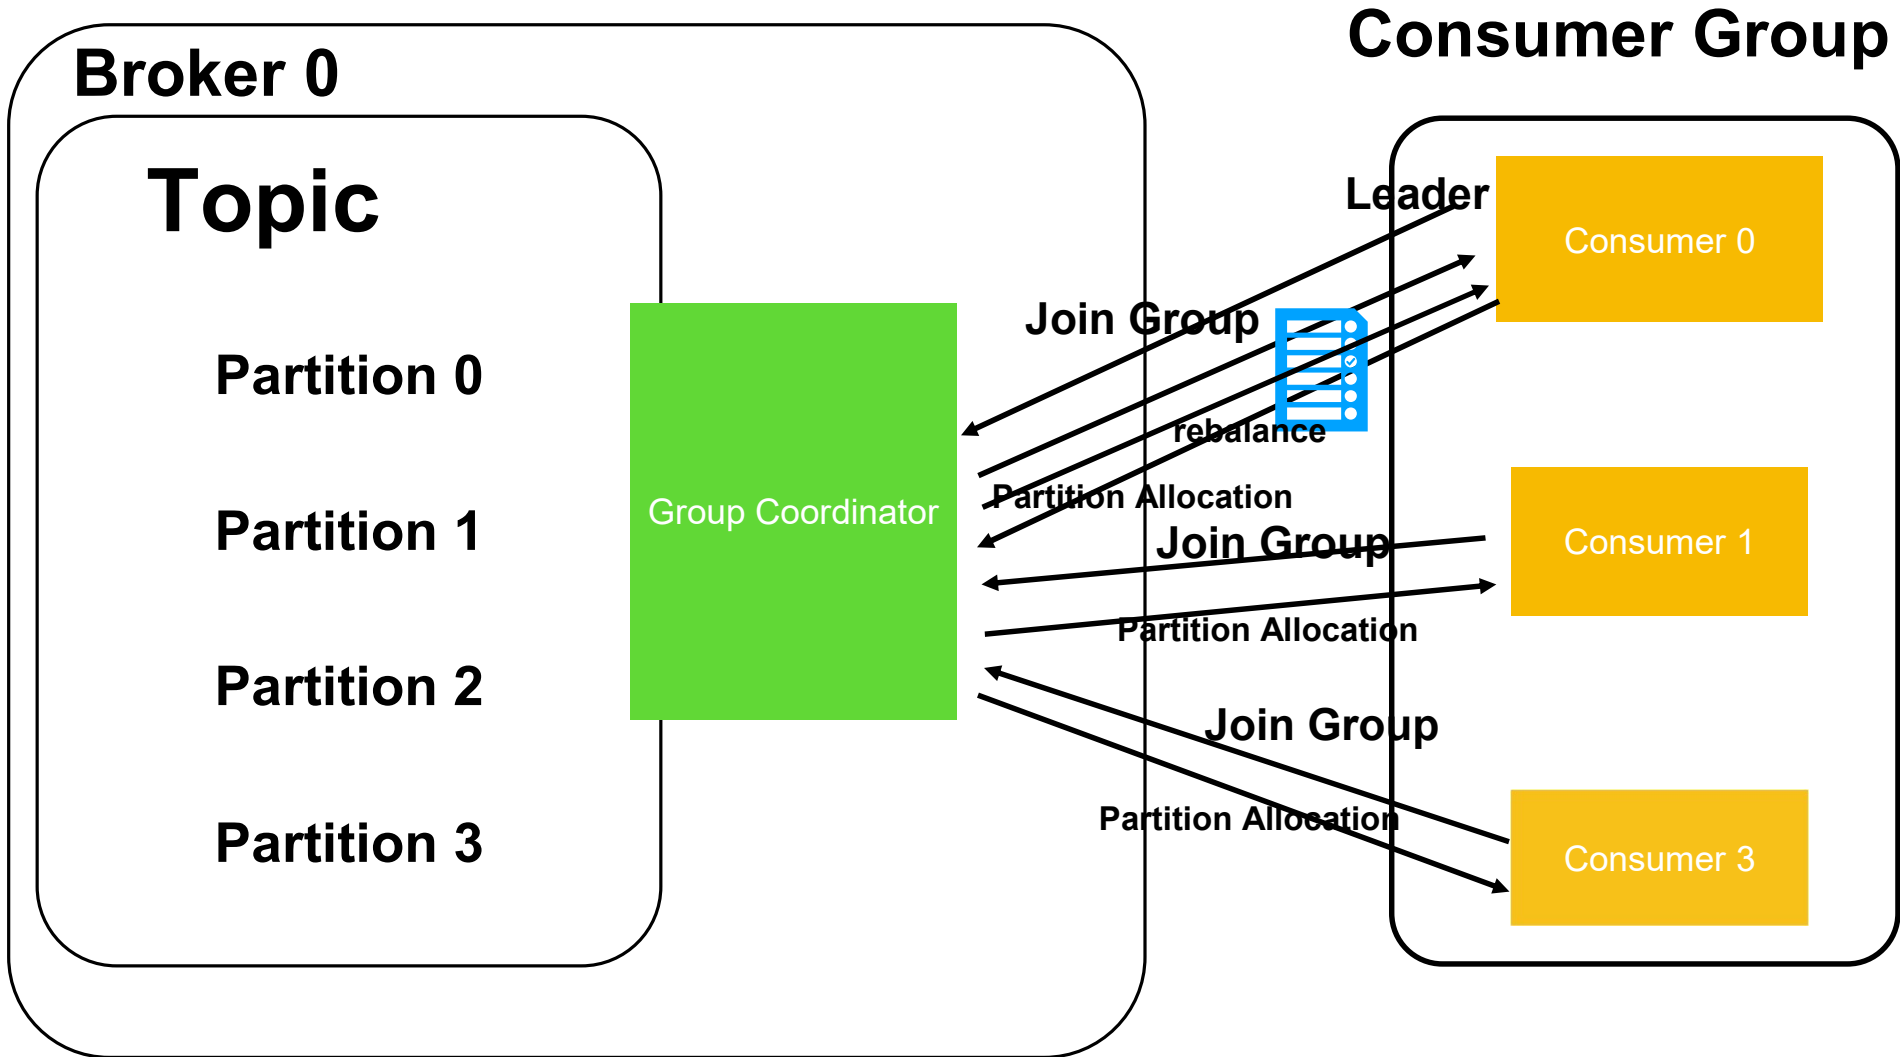 Consumer Group
Broker 0
Topic
Leader
Consumer 0
Join Group
Partition 0
rebalance
Partition Allocation
Group Coordinator
Partition 1
Join Group
Consumer 1
Partition Allocation
Partition 2
Join Group
Partition Allocation
Partition 3
Consumer 3